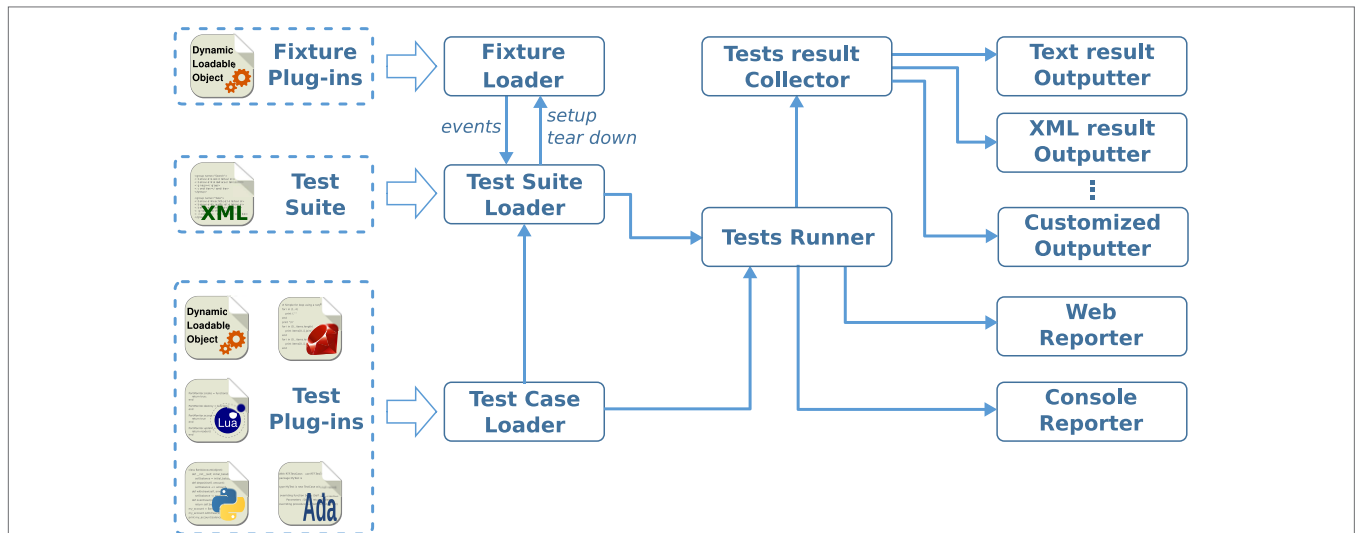 Dynamic
Loadable
Object
Fixture
Plug-ins
Fixture
Loader
Tests result
Collector
Text result
Outputter
events
setup
tear down
XML result
Outputter
XML
Test
Suite
Test Suite
Loader
Tests Runner
Customized
Outputter
Dynamic
Loadable
Object
Web
Reporter
Lua
Test
Plug-ins
Test Case
Loader
Console
Reporter
Ada